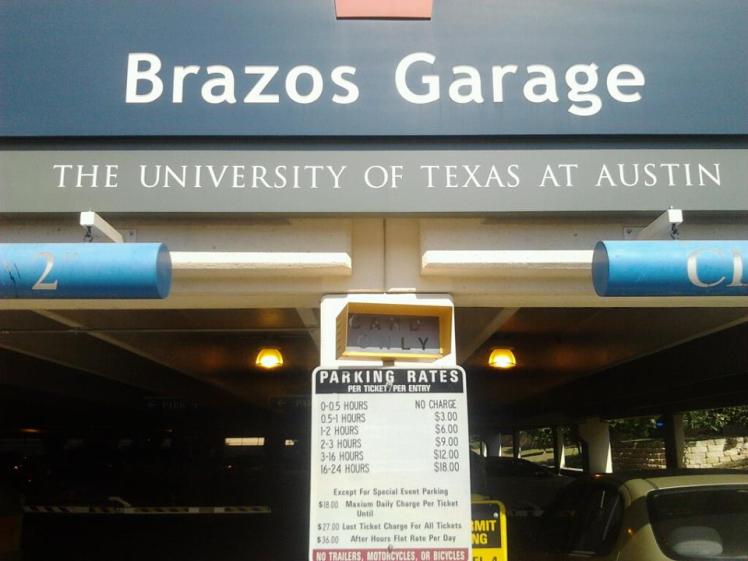 Brazos Garage
THE UNIVERSITY OF TEXAS AT AUSTIN
2"
CL
CARD
ONLY
PARKING RATES
PER TICKET/PER ENTRY
0-0.5 HOURS NO CHARGE
0.5-1 HOURS $3.00
1-2 HOURS $6.00
2-3 HOURS $9.00
3-16 HOURS $12.00
16-24 HOURS $18.00
Except For Special Event Parking
$18.00 Maxium Daily Charge Per Ticket
Until
$27.00 Lost Ticket Charge For All Tickets
$36.00 After Hours Flat Rate Per Day
NO TRAILERS, MOTORCYCLES, OR BICYCLES
MIT
NG